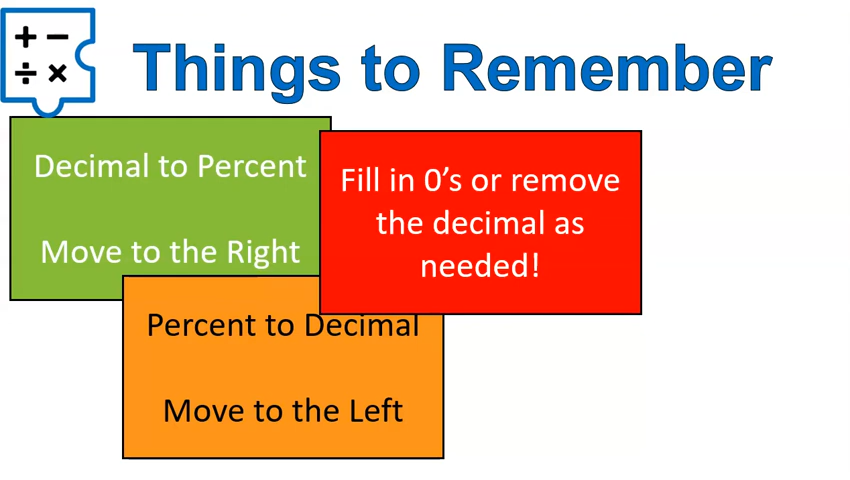 + −
÷ ×
Things to Remember
Decimal to Percent
Move to the Right
Fill in 0's or remove
the decimal as
needed!
Percent to Decimal
Move to the Left